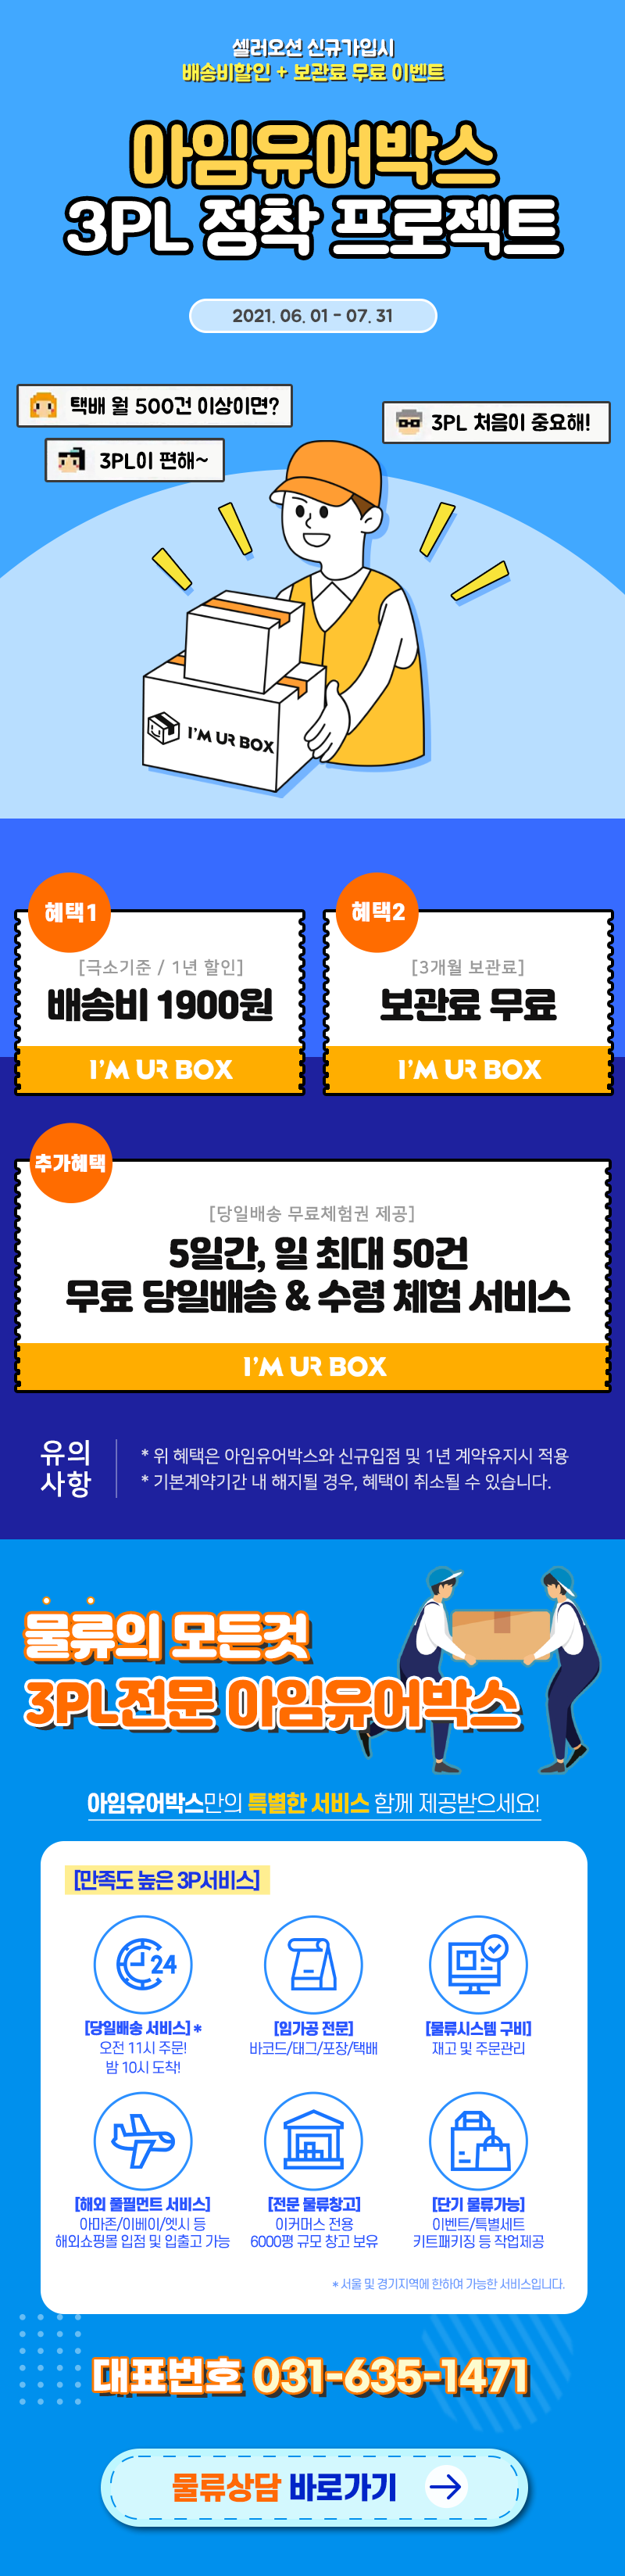 셀러오션 신규가입시
배송비할인 + 보관료 무료 이벤트
아임유어박스
3PL 정착 프로젝트
2021. 06. 01 - 07. 31
택배 월 500건 이상이면?
3PL 처음이 중요해!
3PL이 편해~
I'M UR BOX
혜택1
[극소기준 / 1년 할인]
배송비 1900원
I'M UR BOX
혜택2
[3개월 보관료]
보관료 무료
I'M UR BOX
추가혜택
[당일배송 무료체험권 제공]
5일간, 일 최대 50건
무료 당일배송 & 수령 체험 서비스
I'M UR BOX
유의
사항
* 위 혜택은 아임유어박스와 신규입점 및 1년 계약유지시 적용
* 기본계약기간 내 해지될 경우, 혜택이 취소될 수 있습니다.
물류의 모든것
3PL전문 아임유어박스
아임유어박스만의 특별한 서비스 함께 제공받으세요!
[만족도 높은 3P서비스]
24
[당일배송 서비스] *
오전 11시 주문!
밤 10시 도착!
[임가공 전문]
바코드/태그/포장/택배
[물류시스템 구비]
재고 및 주문관리
[해외 풀필먼트 서비스]
아마존/이베이/엣시 등
해외쇼핑몰 입점 및 입출고 가능
[전문 물류창고]
이커머스 전용
6000평 규모 창고 보유
[단기 물류가능]
이벤트/특별세트
키트패키징 등 작업제공
* 서울 및 경기지역에 한하여 가능한 서비스입니다.
대표번호 031-635-1471
물류상담 바로가기